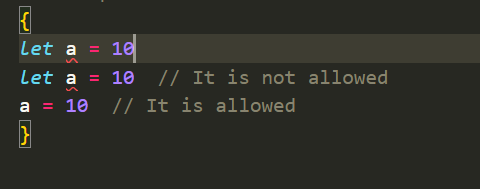 {
let a = 10
let a = 10  // It is not allowed
a = 10  // It is allowed
}